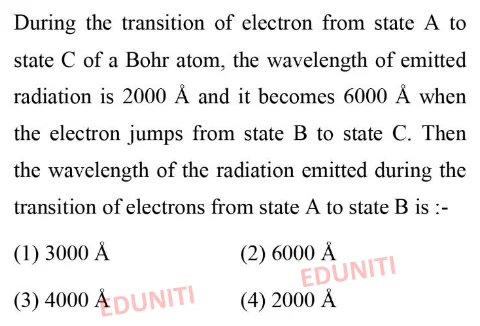 During the transition of electron from state A to
state C of a Bohr atom, the wavelength of emitted
radiation is 2000 Å and it becomes 6000 Å when
the electron jumps from state B to state C. Then
the wavelength of the radiation emitted during the
transition of electrons from state A to state B is :-
(1) 3000 Å (2) 6000 Å
EDUNITI
(3) 4000 Å (4) 2000 Å
EDUNITI